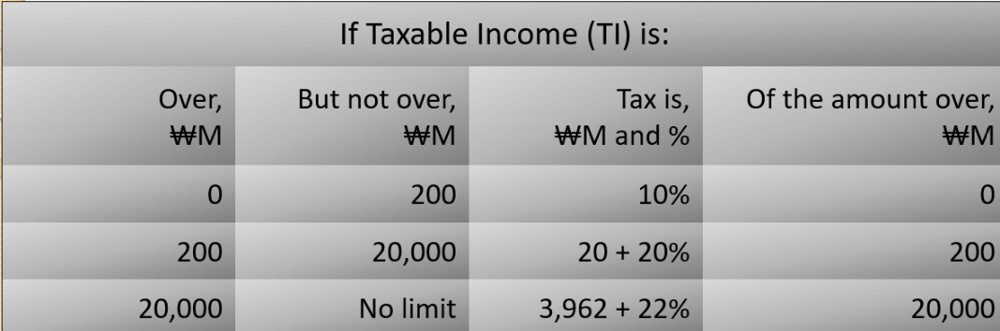 If Taxable Income (TI) is:
Over, But not over, Tax is, Of the amount over,
₩M ₩M ₩M and % ₩M
0 200 10% 0
200 20,000 20 + 20% 200
20,000 No limit 3,962 + 22% 20,000